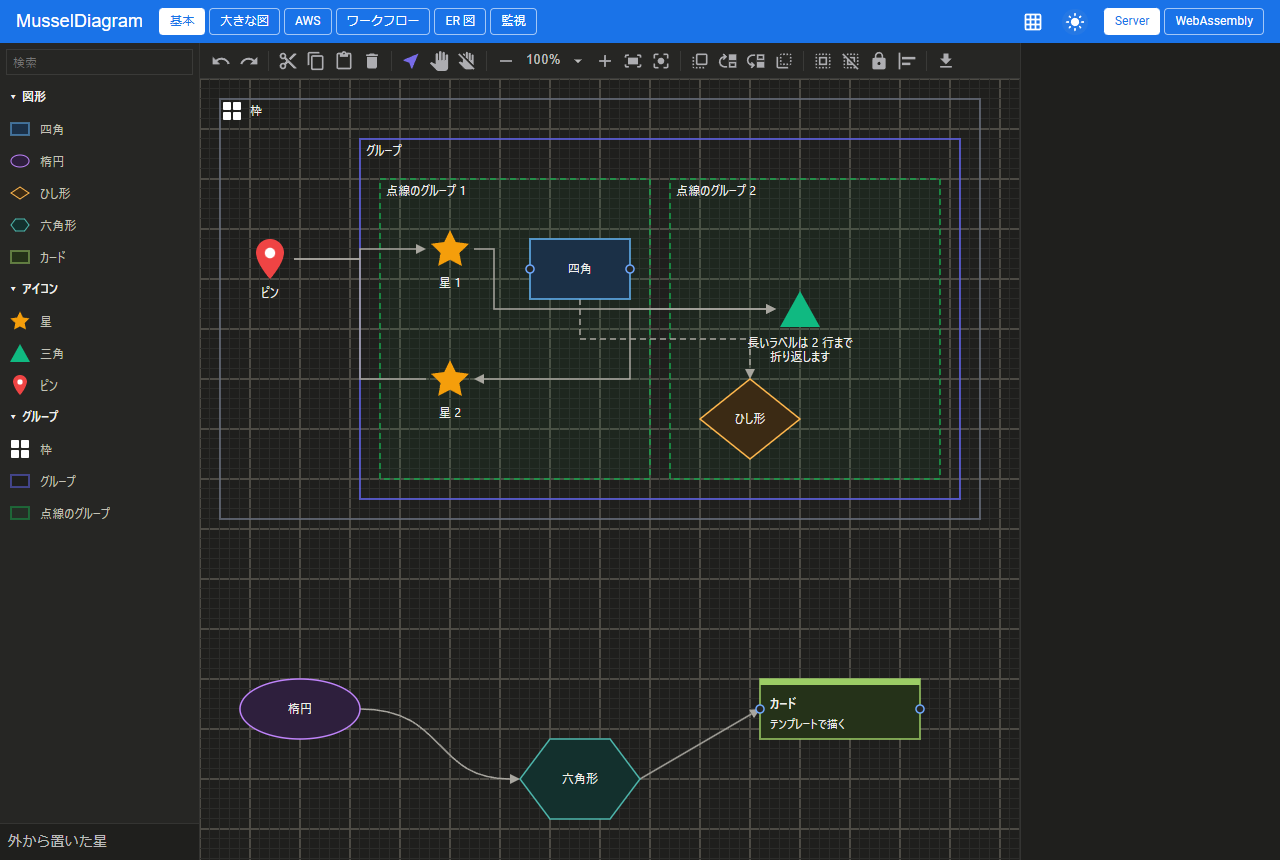 MusselDiagram
基本
大きな図
AWS
ワークフロー
ER 図
監視
Server
WebAssembly
検索
100%
図形
四角
楕円
ひし形
六角形
カード
アイコン
星
三角
ピン
グループ
枠
グループ
点線のグループ
外から置いた星
枠
グループ
点線のグループ 1
点線のグループ 2
ピン
星 1
四角
長いラベルは 2 行まで
折り返します
星 2
ひし形
楕円
六角形
カード
テンプレートで描く